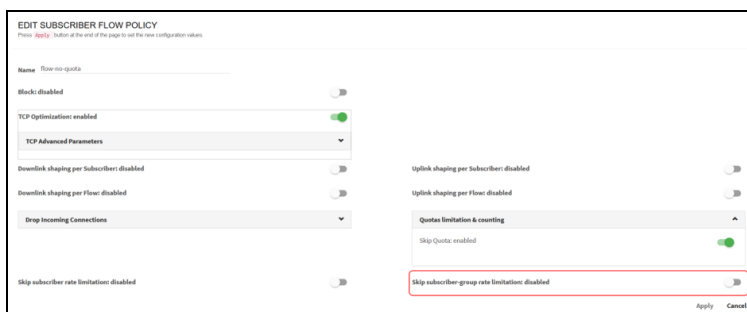 EDIT SUBSCRIBER FLOW POLICY
Press Apply button at the end of the page to set the new configuration values.
Name flow-no-quota
Block: disabled
TCP Optimization: enabled
TCP Advanced Parameters
Downlink shaping per Subscriber: disabled
Uplink shaping per Subscriber: disabled
Downlink shaping per Flow: disabled
Uplink shaping per Flow: disabled
Drop Incoming Connections
Quotas limitation & counting
Skip Quota: enabled
Skip subscriber rate limitation: disabled
Skip subscriber-group rate limitation: disabled
Apply Cancel